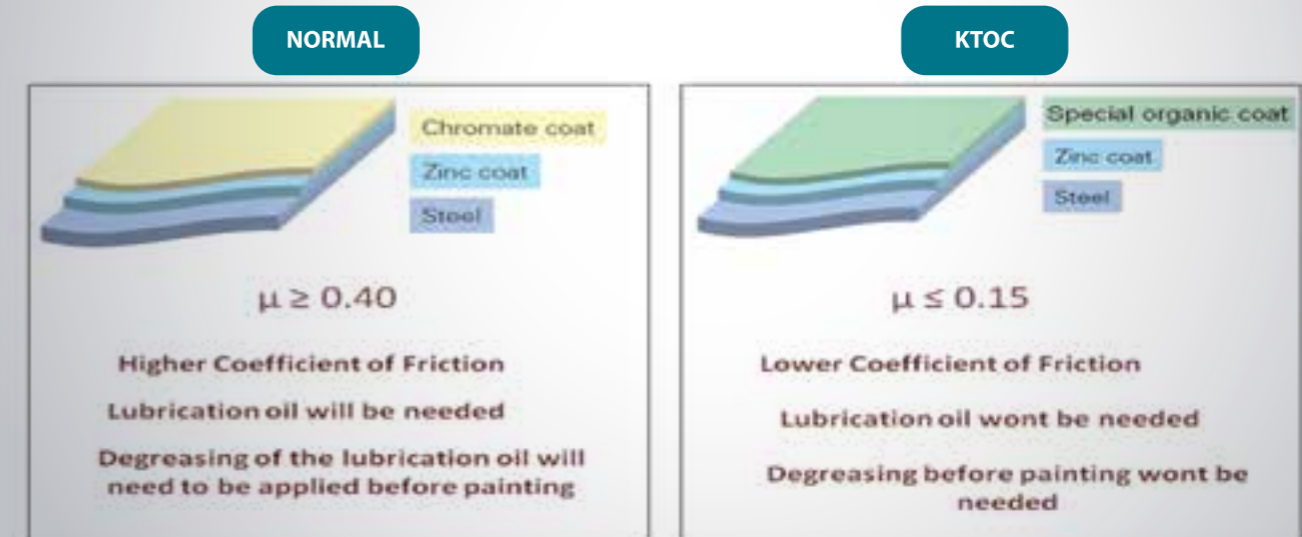 NORMAL
Chromate coat
Zinc coat
Steel
μ ≥ 0.40
Higher Coefficient of Friction
Lubrication oil will be needed
Degreasing of the lubrication oil will
need to be applied before painting
KTOC
Special organic coat
Zinc coat
Steel
μ ≤ 0.15
Lower Coefficient of Friction
Lubrication oil wont be needed
Degreasing before painting wont be
needed